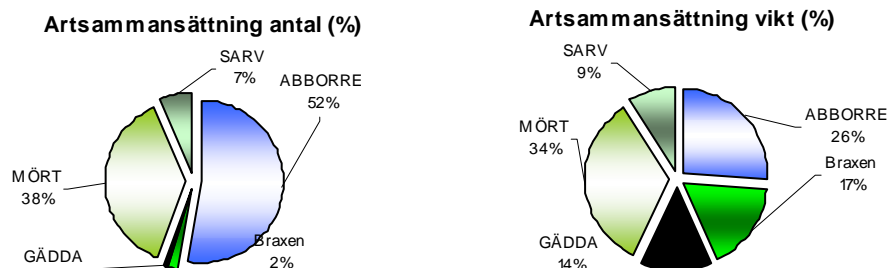 Artsammansättning antal (%)
SARV
7%
ABBORRE
52%
MÖRT
38%
GÄDDA
Braxen
2%
Artsammansättning vikt (%)
SARV
9%
ABBORRE
26%
MÖRT
34%
Braxen
17%
GÄDDA
14%